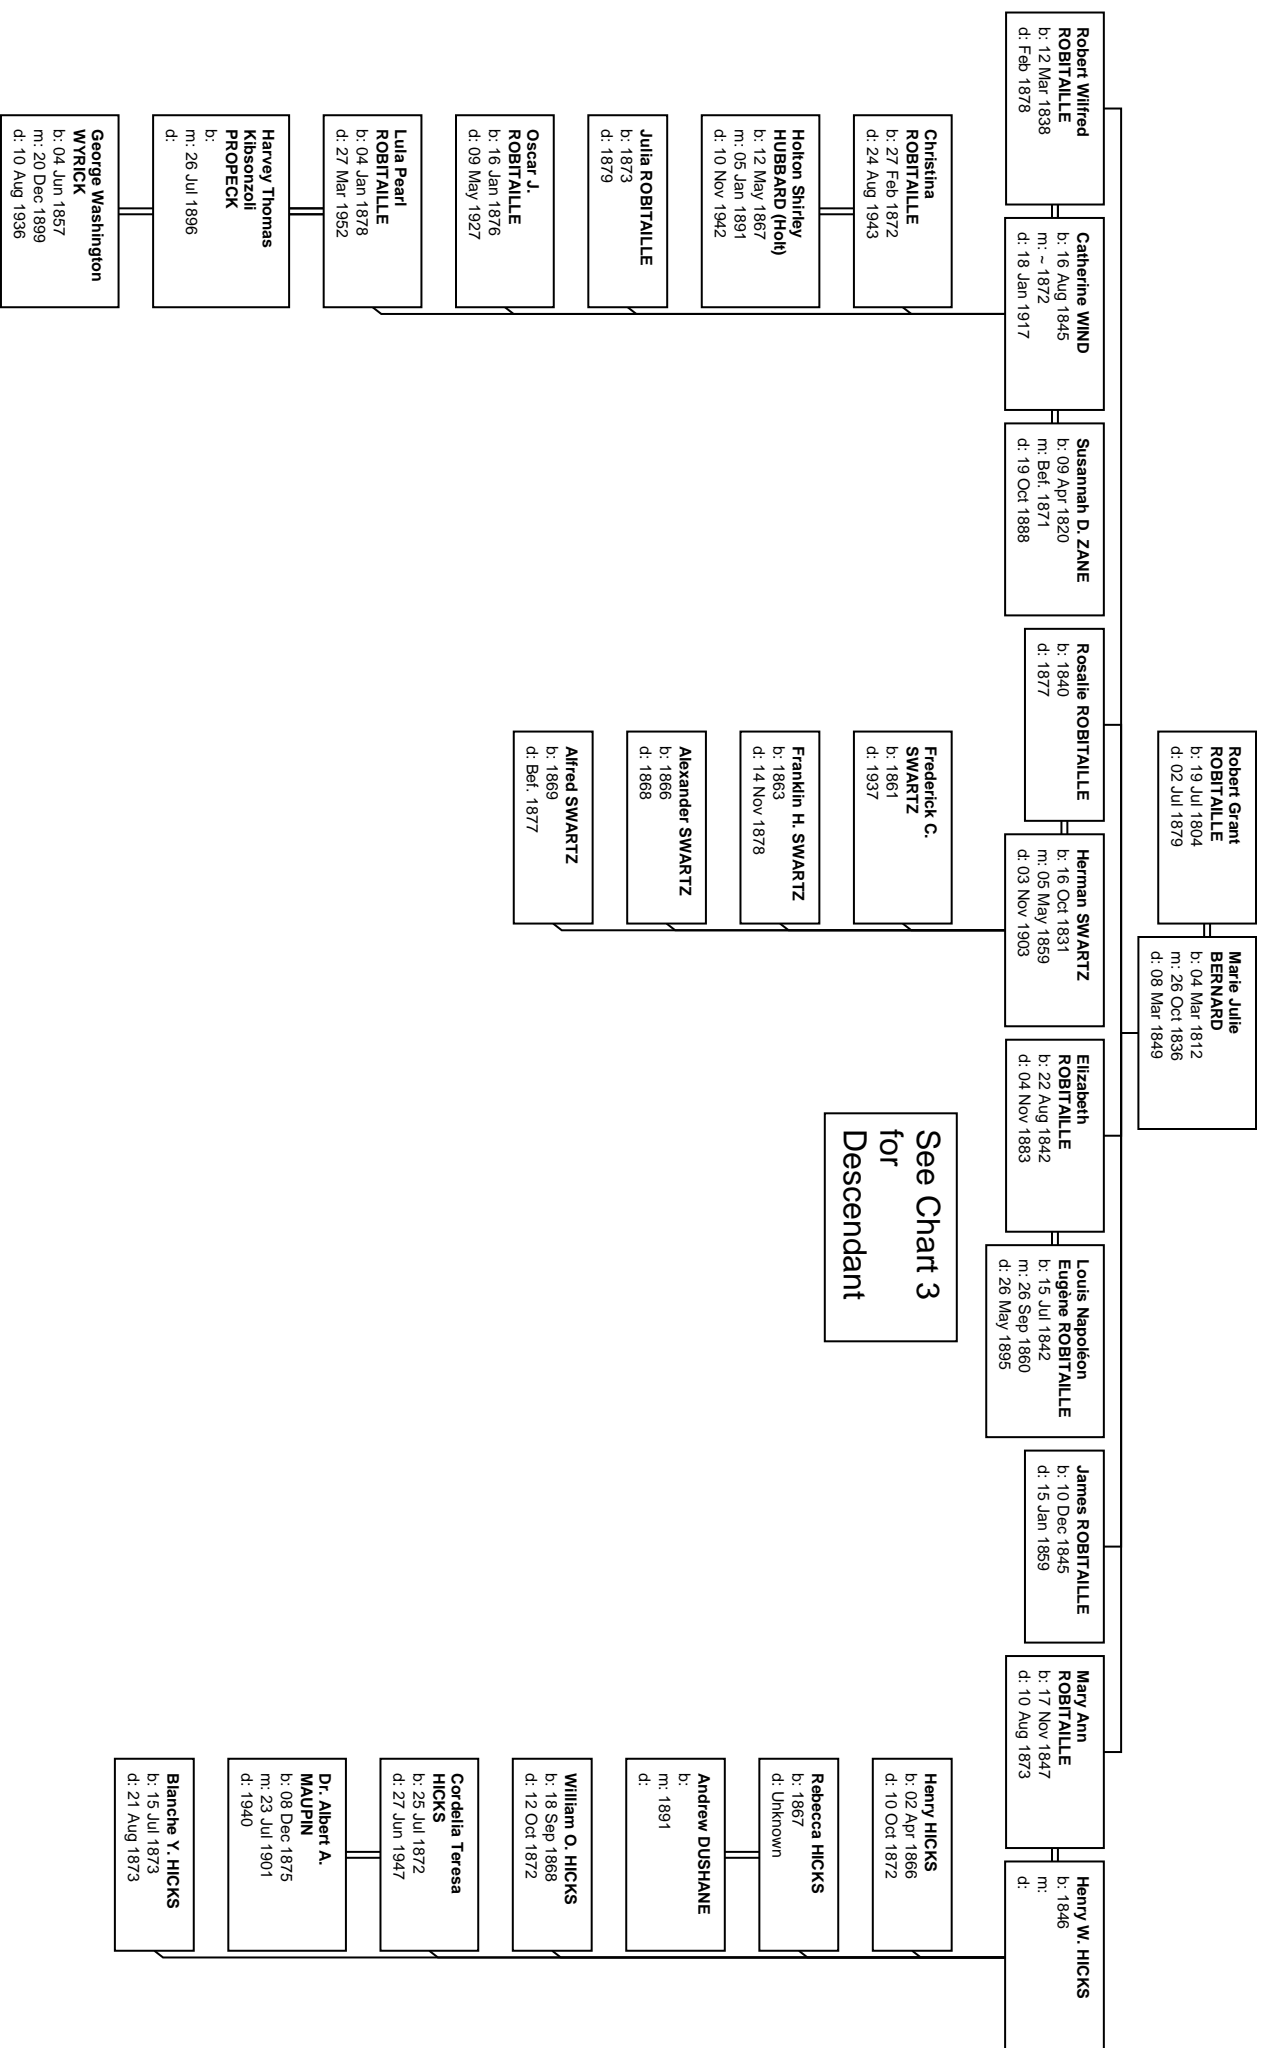 Robert Grant
ROBITAILLE
b: 19 Jul 1804
d: 02 Jul 1879
Marie Julie
BERNARD
b: 04 Mar 1812
m: 26 Oct 1836
d: 08 Mar 1849
Robert Wilfred
ROBITAILLE
b: 12 Mar 1838
d: Feb 1878
Catherine WIND
b: 16 Aug 1845
m: ~ 1872
d: 18 Jan 1917
Susannah D. ZANE
b: 09 Apr 1820
m: Bef. 1871
d: 19 Oct 1888
Rosalie ROBITAILLE
b: 1840
d: 1877
Herman SWARTZ
b: 16 Oct 1831
m: 05 May 1859
d: 03 Nov 1903
Elizabeth
ROBITAILLE
b: 22 Aug 1842
d: 04 Nov 1883
Louis Napoléon
Eugène ROBITAILLE
b: 15 Jul 1842
m: 26 Sep 1860
d: 26 May 1895
James ROBITAILLE
b: 10 Dec 1845
d: 15 Jan 1859
Mary Ann
ROBITAILLE
b: 17 Nov 1847
d: 10 Aug 1873
Henry W. HICKS
b: 1846
m:
d:
Christina
ROBITAILLE
b: 27 Feb 1872
d: 24 Aug 1943
Holton Shirley
HUBBARD (Holt)
b: 12 May 1867
m: 05 Jan 1891
d: 10 Nov 1942
Julia ROBITAILLE
b: 1873
d: 1879
Oscar J.
ROBITAILLE
b: 16 Jan 1876
d: 09 May 1927
Lula Pearl
ROBITAILLE
b: 04 Jan 1878
d: 27 Mar 1952
Harvey Thomas
Kibsonzoli
PROPECK
b:
m: 26 Jul 1896
d:
George Washington
WYRICK
b: 04 Jun 1857
m: 20 Dec 1899
d: 10 Aug 1936
Frederick C.
SWARTZ
b: 1861
d: 1937
Franklin H. SWARTZ
b: 1863
d: 14 Nov 1878
Alexander SWARTZ
b: 1866
d: 1868
Alfred SWARTZ
b: 1869
d: Bef. 1877
See Chart 3
for
Descendant
Henry HICKS
b: 02 Apr 1866
d: 10 Oct 1872
Rebecca HICKS
b: 1867
d: Unknown
Andrew DUSHANE
b:
m: 1891
d:
William O. HICKS
b: 18 Sep 1868
d: 12 Oct 1872
Cordelia Teresa
HICKS
b: 25 Jul 1872
d: 27 Jun 1947
Dr. Albert A.
MAUPIN
b: 08 Dec 1875
m: 23 Jul 1901
d: 1940
Blanche Y. HICKS
b: 15 Jul 1873
d: 21 Aug 1873